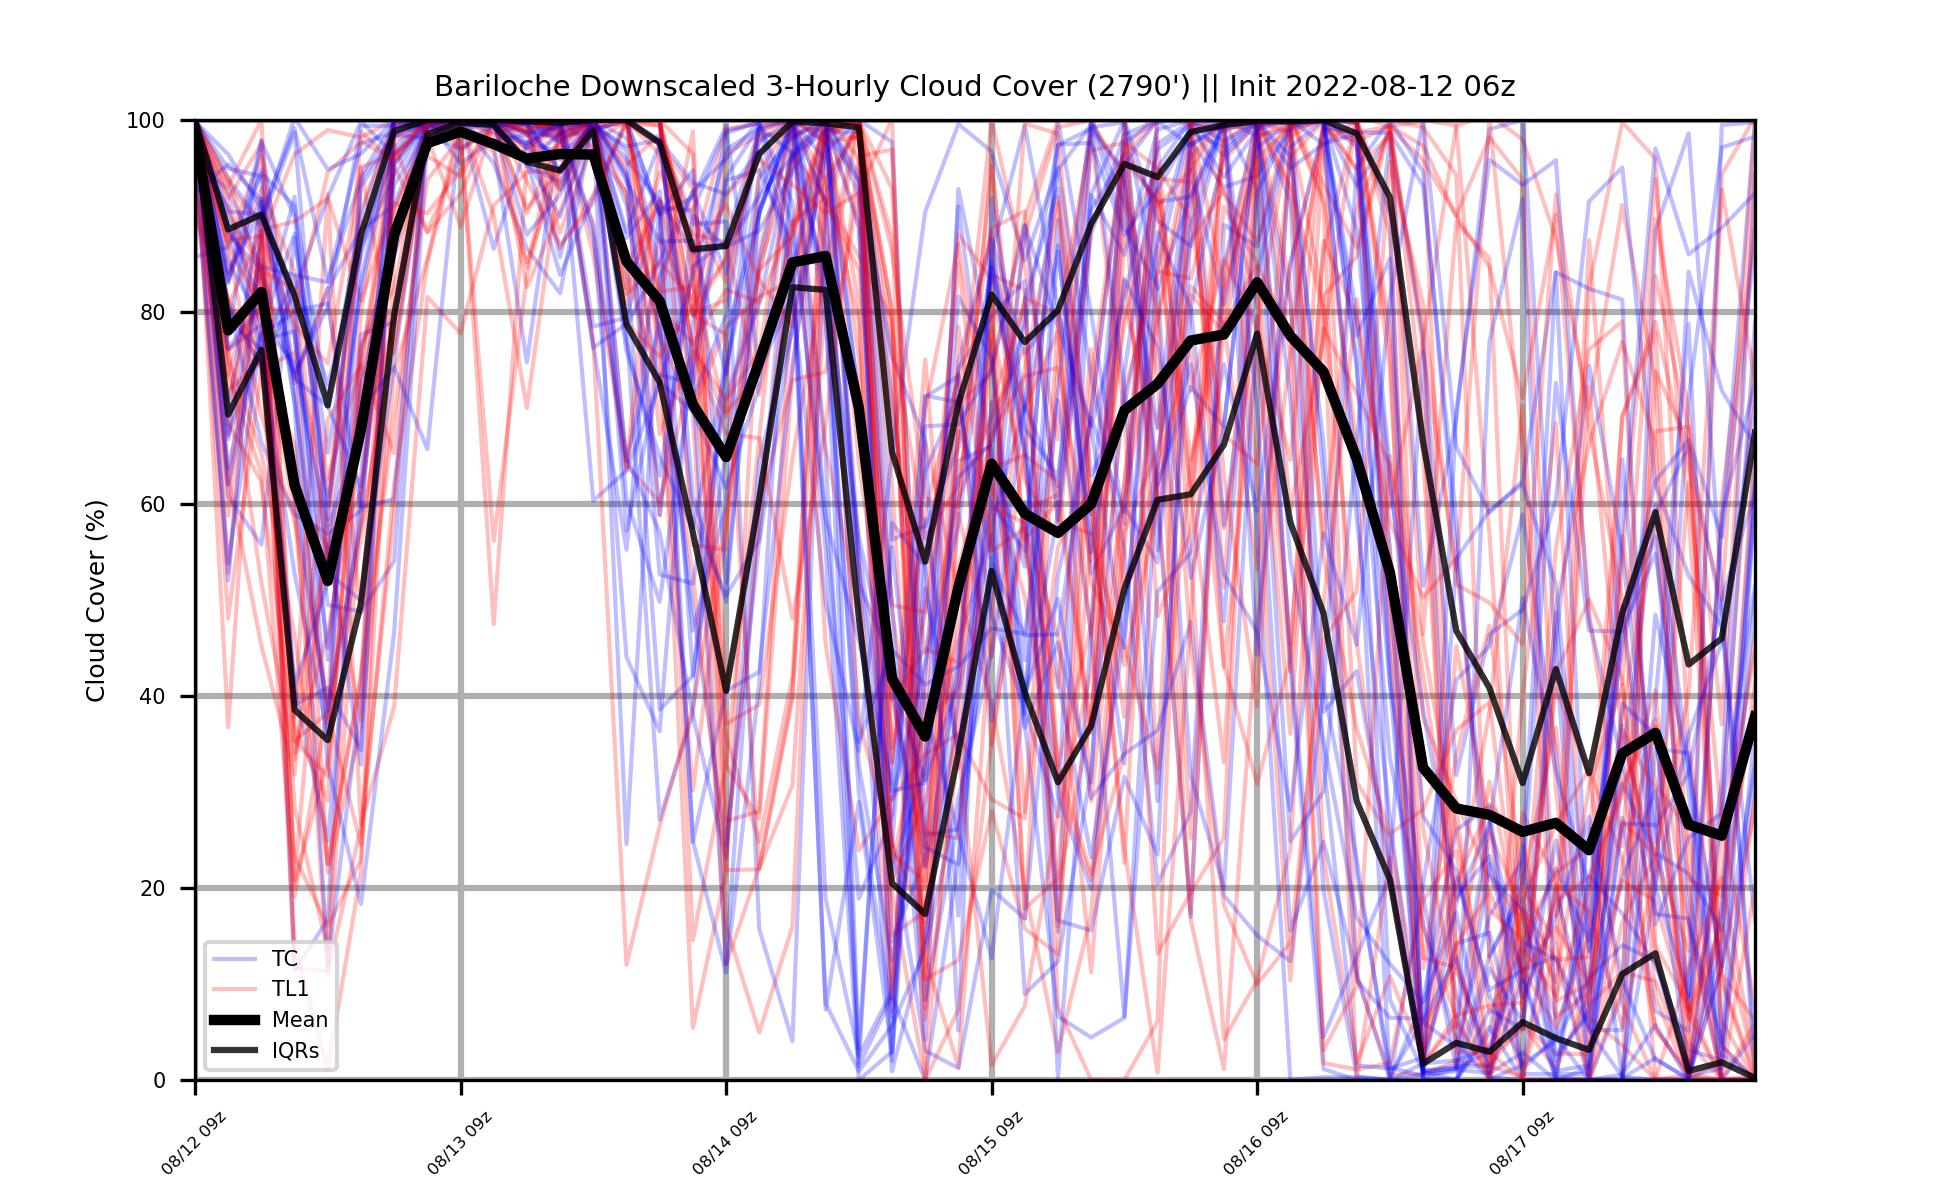 Bariloche Downscaled 3-Hourly Cloud Cover (2790') || Init 2022-08-12 06z
Cloud Cover (%)
100
80
60
40
20
0
TC
TL1
Mean
IQRs
08/12 09z
08/13 09z
08/14 09z
08/15 09z
08/16 09z
08/17 09z